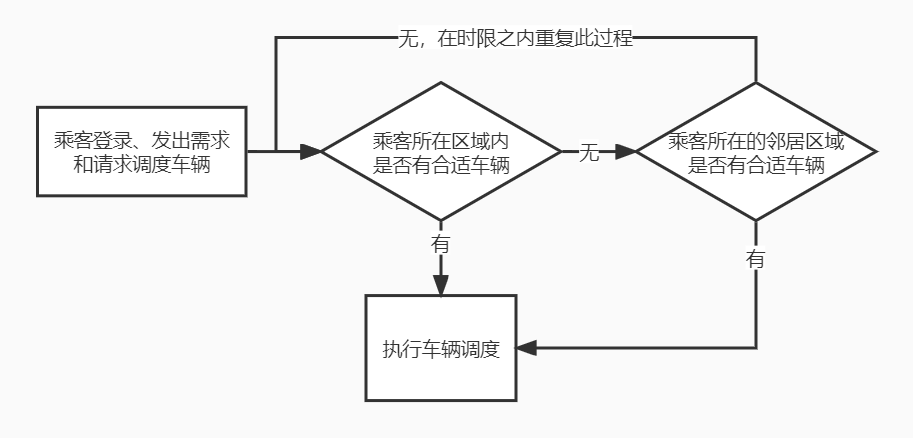 无，在时限之内重复此过程
乘客登录、发出需求
和请求调度车辆
乘客所在区域内
是否有合适车辆
无
乘客所在的邻居区域
是否有合适车辆
有
有
执行车辆调度